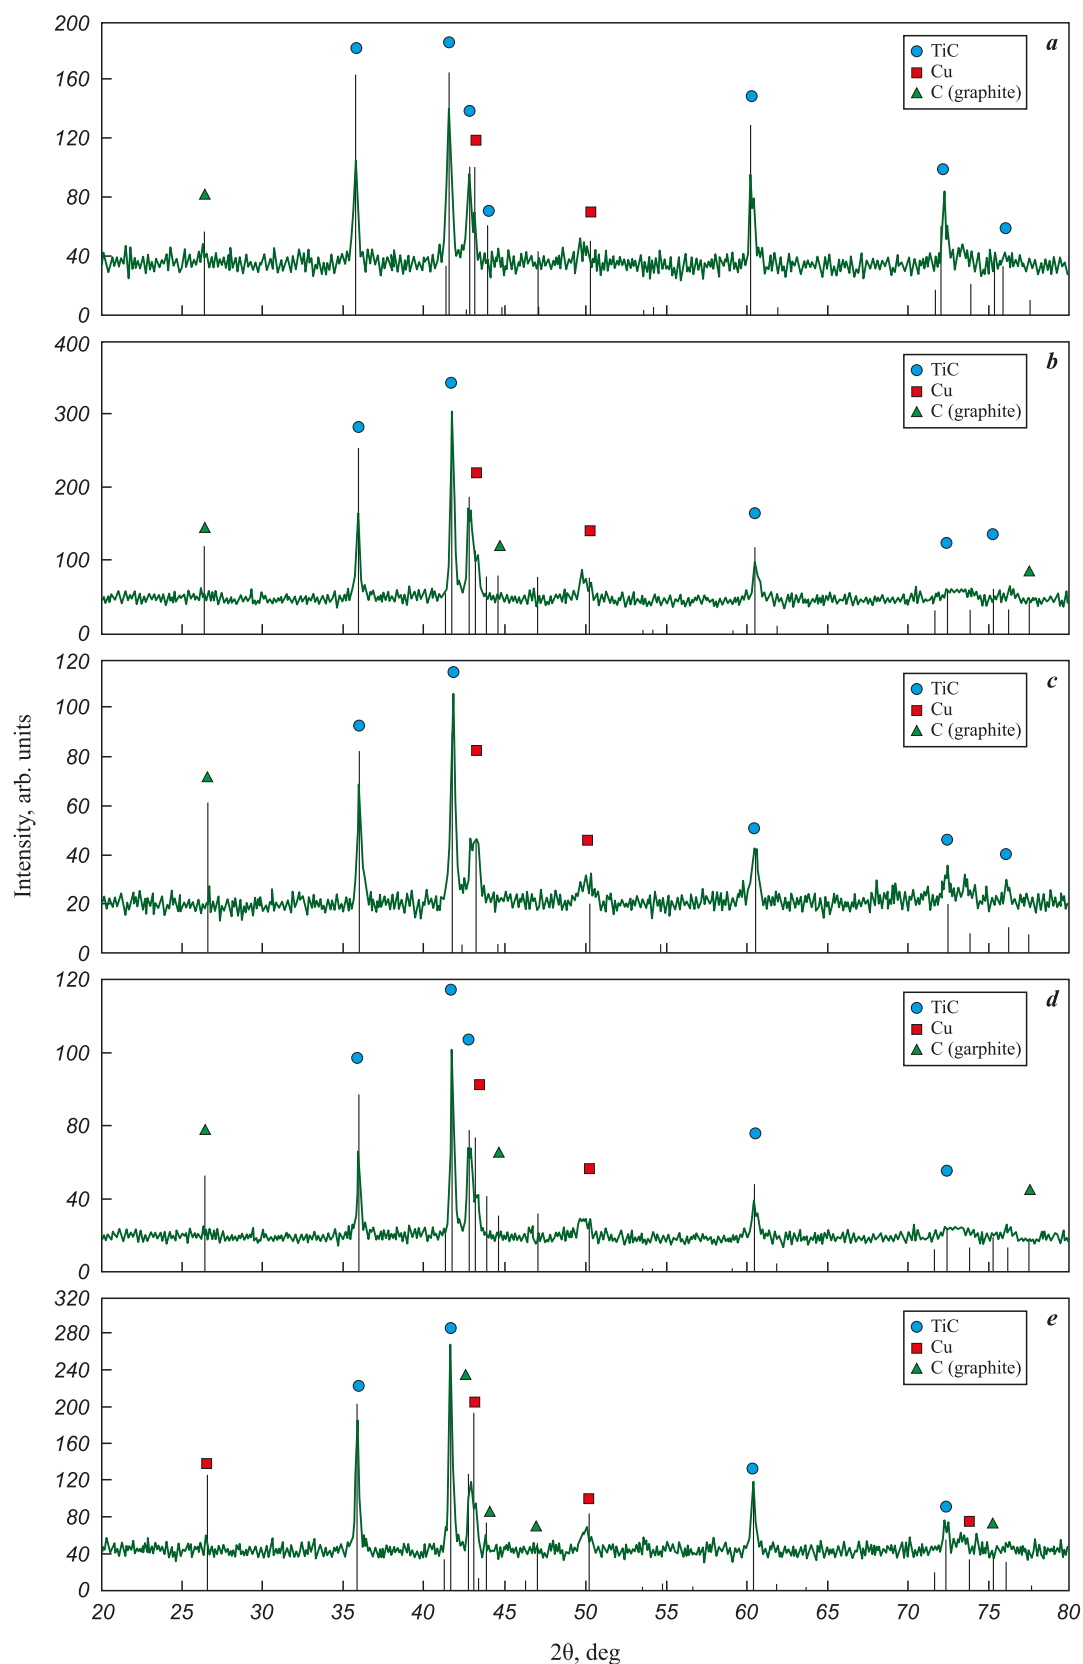 200
160
120
80
40
0
a
TiC
Cu
C (graphite)
400
300
200
100
0
b
TiC
Cu
C (graphite)
120
100
80
60
40
20
0
c
TiC
Cu
C (graphite)
Intensity, arb. units
120
100
80
40
0
d
TiC
Cu
C (garphite)
320
280
240
200
160
120
80
40
0
e
TiC
Cu
C (graphite)
20 25 30 35 40 45 50 55 60 65 70 75 80
2θ, deg